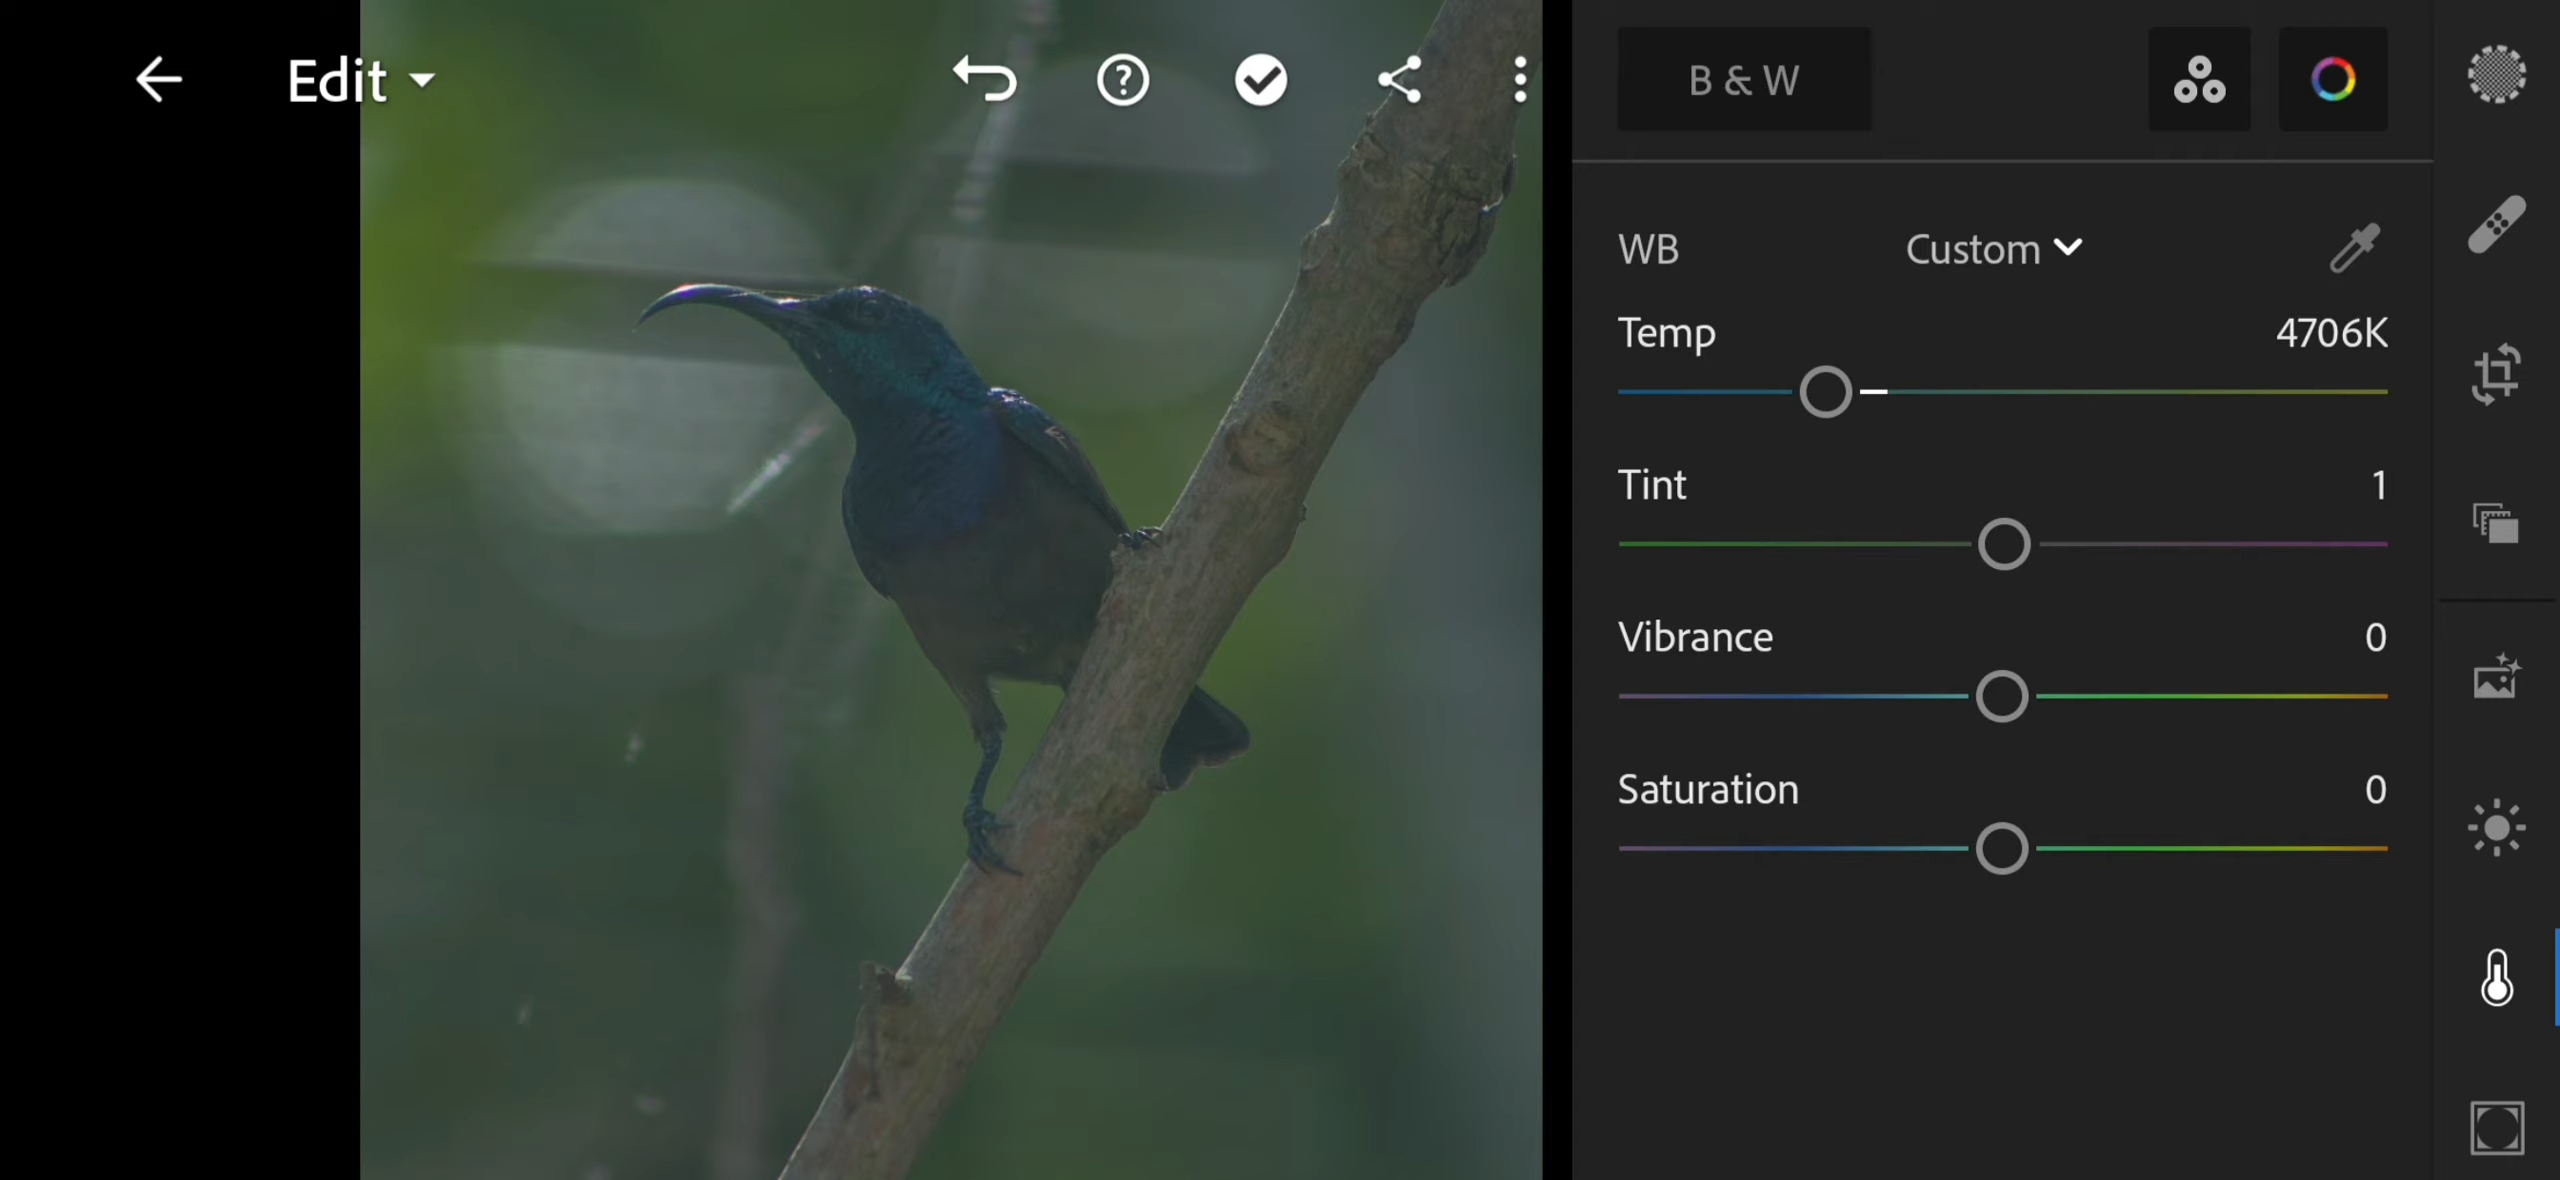 Edit
B & W
WB Custom
Temp 4706K
Tint 1
Vibrance 0
Saturation 0